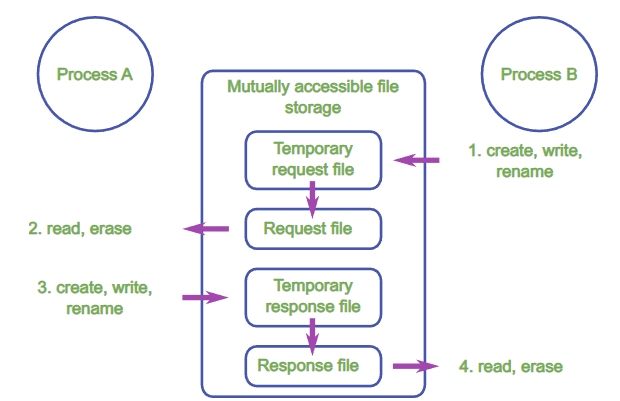 Process A
Process B
Mutually accessible file
storage
Temporary
request file
1. create, write,
rename
Request file
2. read, erase
Temporary
response file
3. create, write,
rename
Response file
4. read, erase